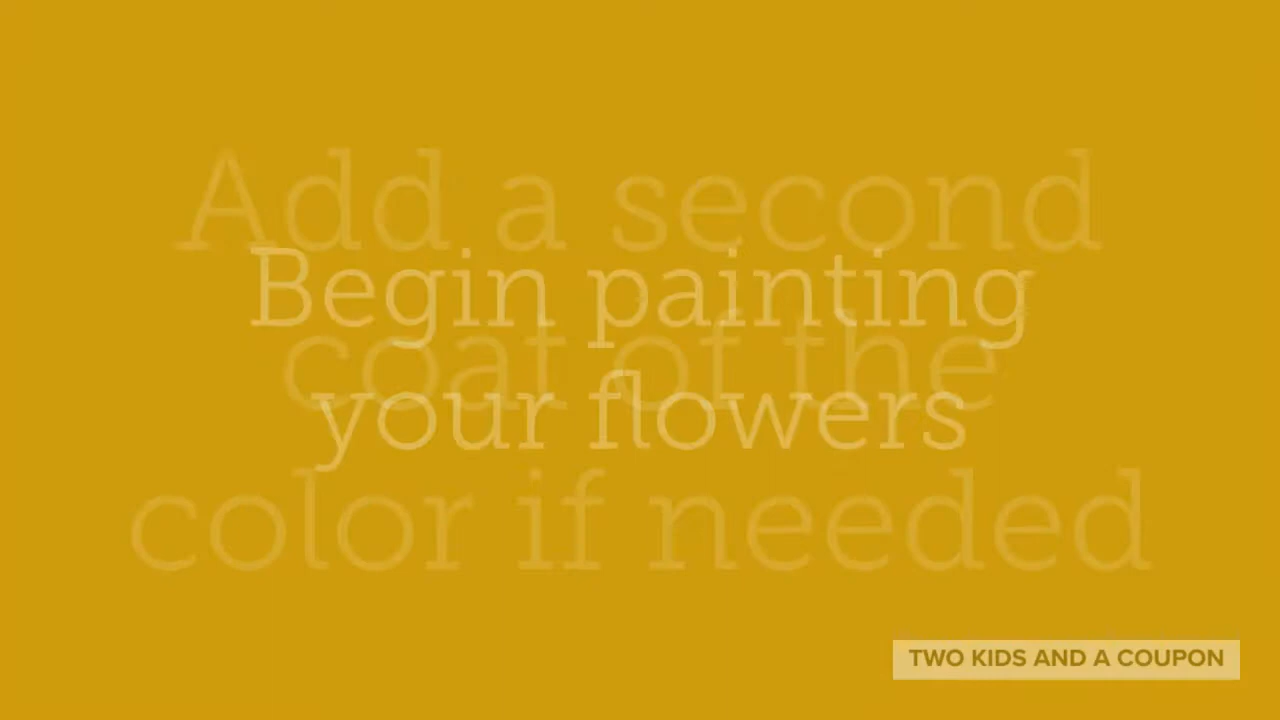 Add a second
coat of the
color if needed
Begin painting
your flowers
TWO KIDS AND A COUPON